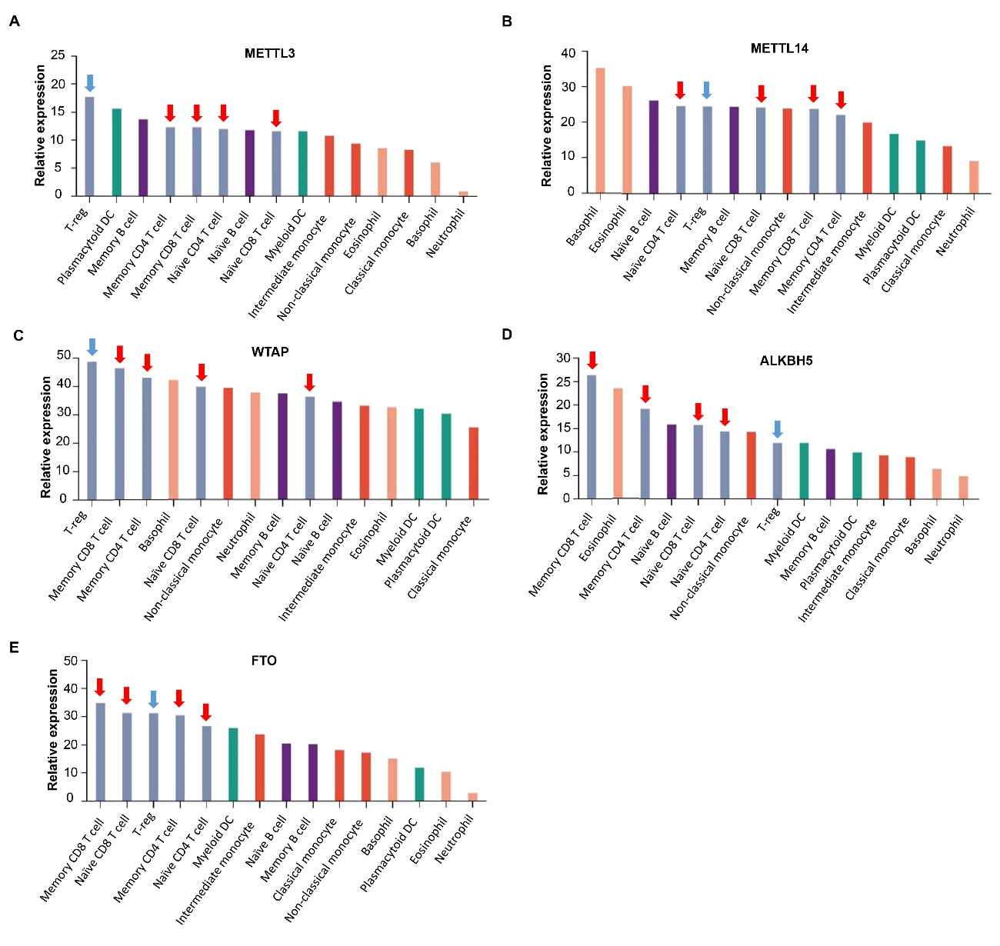 A
METTL3
Relative expression
25
20
15
10
5
0
T-reg
Plasmacytoid DC
Memory B cell
Memory CD4 T cell
Memory CD8 T cell
Naïve CD4 T cell
Naïve B cell
Naïve CD8 T cell
Myeloid DC
Intermediate monocyte
Non-classical monocyte
Eosinophil
Classical monocyte
Basophil
Neutrophil
B
METTL14
Relative expression
40
30
20
10
0
Basophil
Eosinophil
Naïve B cell
Naïve CD4 T cell
T-reg
Memory B cell
Naïve CD8 T cell
Non-classical monocyte
Memory CD8 T cell
Memory CD4 T cell
Intermediate monocyte
Myeloid DC
Plasmacytoid DC
Classical monocyte
Neutrophil
C
WTAP
Relative expression
50
40
30
20
10
0
T-reg
Memory CD8 T cell
Memory CD4 T cell
Basophil
Naïve CD8 T cell
Non-classical monocyte
Neutrophil
Memory B cell
Naïve CD4 T cell
Naïve B cell
Intermediate monocyte
Eosinophil
Myeloid DC
Plasmacytoid DC
Classical monocyte
D
ALKBH5
Relative expression
30
25
20
15
10
5
0
Memory CD8 T cell
Eosinophil
Memory CD4 T cell
Naïve B cell
Naïve CD8 T cell
Naïve CD4 T cell
Non-classical monocyte
T-reg
Myeloid DC
Memory B cell
Plasmacytoid DC
Intermediate monocyte
Classical monocyte
Basophil
Neutrophil
E
FTO
Relative expression
50
40
30
20
10
0
Memory CD8 T cell
Naïve CD8 T cell
T-reg
Memory CD4 T cell
Naïve CD4 T cell
Myeloid DC
Intermediate monocyte
Naïve B cell
Memory B cell
Classical monocyte
Non-classical monocyte
Basophil
Plasmacytoid DC
Eosinophil
Neutrophil